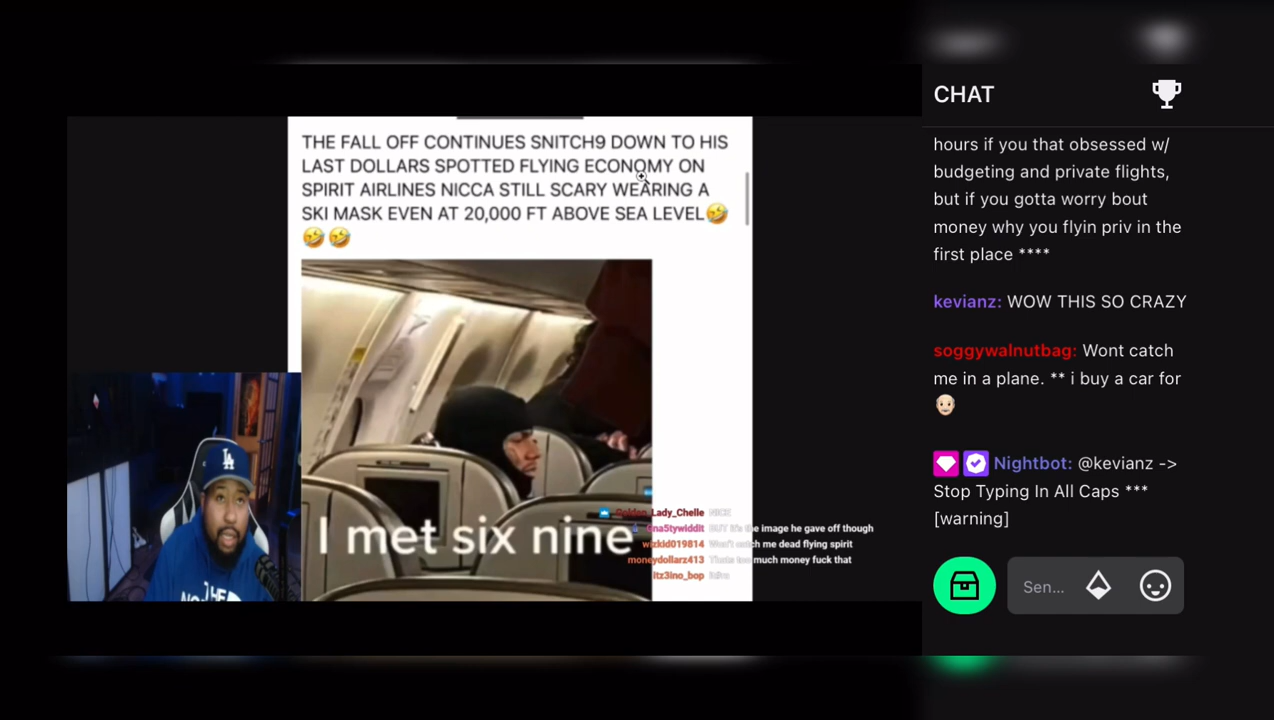 THE FALL OFF CONTINUES SNITCH9 DOWN TO HIS
LAST DOLLARS SPOTTED FLYING ECONOMY ON
SPIRIT AIRLINES NICCA STILL SCARY WEARING A
SKI MASK EVEN AT 20,000 FT ABOVE SEA LEVEL🤣
🤣🤣
I met six nine
LA
Golden_Lady_Chelle NICE
BUT it's the image he gave off though
wizkid019814 Won't catch me dead flying spirit
moneydollarz413 Thats too much money fuck that
itz3ino_bop
CHAT
hours if you that obsessed w/
budgeting and private flights,
but if you gotta worry bout
money why you flyin priv in the
first place ****
kevianz: WOW THIS SO CRAZY
soggywalnutbag: Wont catch
me in a plane. ** i buy a car for
👴🏻
Nightbot: @kevianz ->
Stop Typing In All Caps ***
[warning]
Sen...